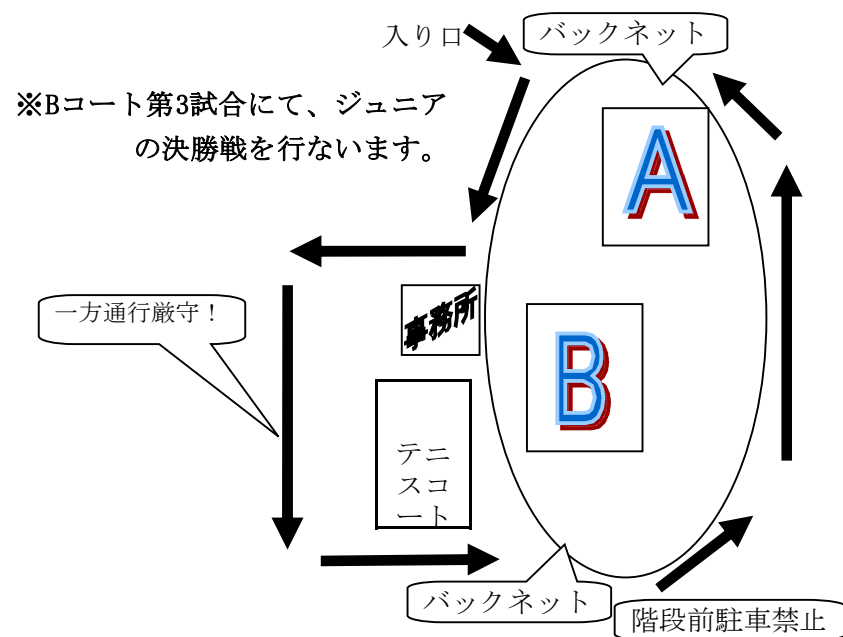 入り口
バックネット
※Bコート第3試合にて、ジュニア
の決勝戦を行ないます。
A
一方通行厳守！
事務所
B
テニ
スコ
ート
バックネット
階段前駐車禁止